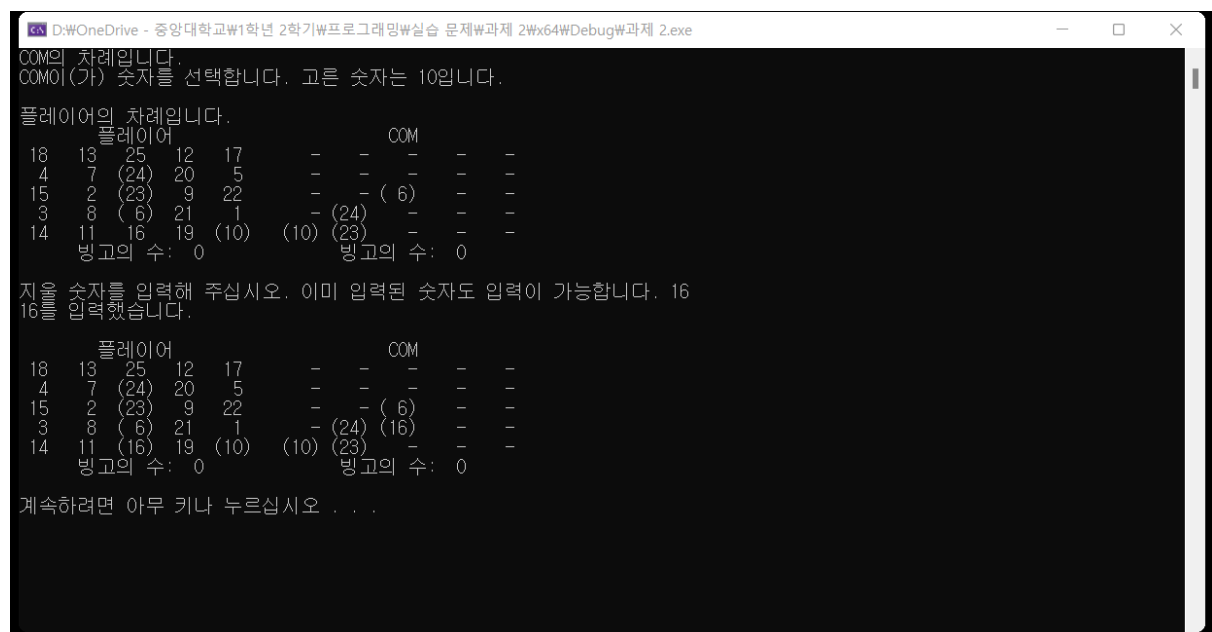 D:₩OneDrive - 중앙대학교₩1학년 2학기₩프로그래밍₩실습 문제₩과제 2₩x64₩Debug₩과제 2.exe
COM의 차례입니다.
COM이(가) 숫자를 선택합니다. 고른 숫자는 10입니다.
플레이어의 차례입니다.
플레이어 COM
18 13 25 12 17 - - - - -
4 7 (24) 20 5 - - - - -
15 2 (23) 9 22 - - ( 6) - -
3 8 ( 6) 21 1 - (24) - - -
14 11 16 19 (10) (10) (23) - - -
빙고의 수: 0 빙고의 수: 0
지울 숫자를 입력해 주십시오. 이미 입력된 숫자도 입력이 가능합니다. 16
16를 입력했습니다.
플레이어 COM
18 13 25 12 17 - - - - -
4 7 (24) 20 5 - - - - -
15 2 (23) 9 22 - - ( 6) - -
3 8 ( 6) 21 1 - (24) (16) - -
14 11 (16) 19 (10) (10) (23) - - -
빙고의 수: 0 빙고의 수: 0
계속하려면 아무 키나 누르십시오 . . .